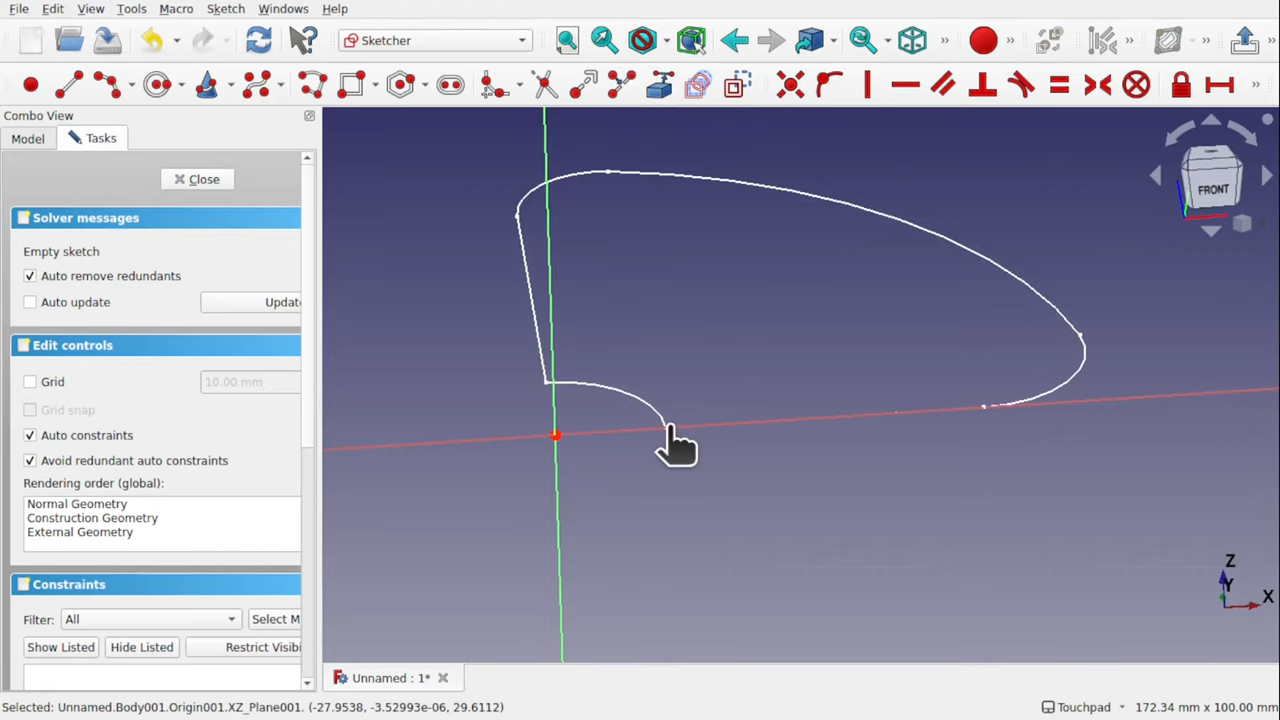 File Edit View Tools Macro Sketch Windows Help
Sketcher
Combo View
Model Tasks
Close
Solver messages
Empty sketch
Auto remove redundants
Auto update Update
Edit controls
Grid 10.00 mm
Grid snap
Auto constraints
Avoid redundant auto constraints
Rendering order (global):
Normal Geometry
Construction Geometry
External Geometry
Constraints
Filter: All Select M
Show Listed Hide Listed Restrict Visibi
FRONT
Z
Y
X
Unnamed : 1*
Selected: Unnamed.Body001.Origin001.XZ_Plane001. (-27.9538, -3.52993e-06, 29.6112) Touchpad 172.34 mm x 100.00 mm